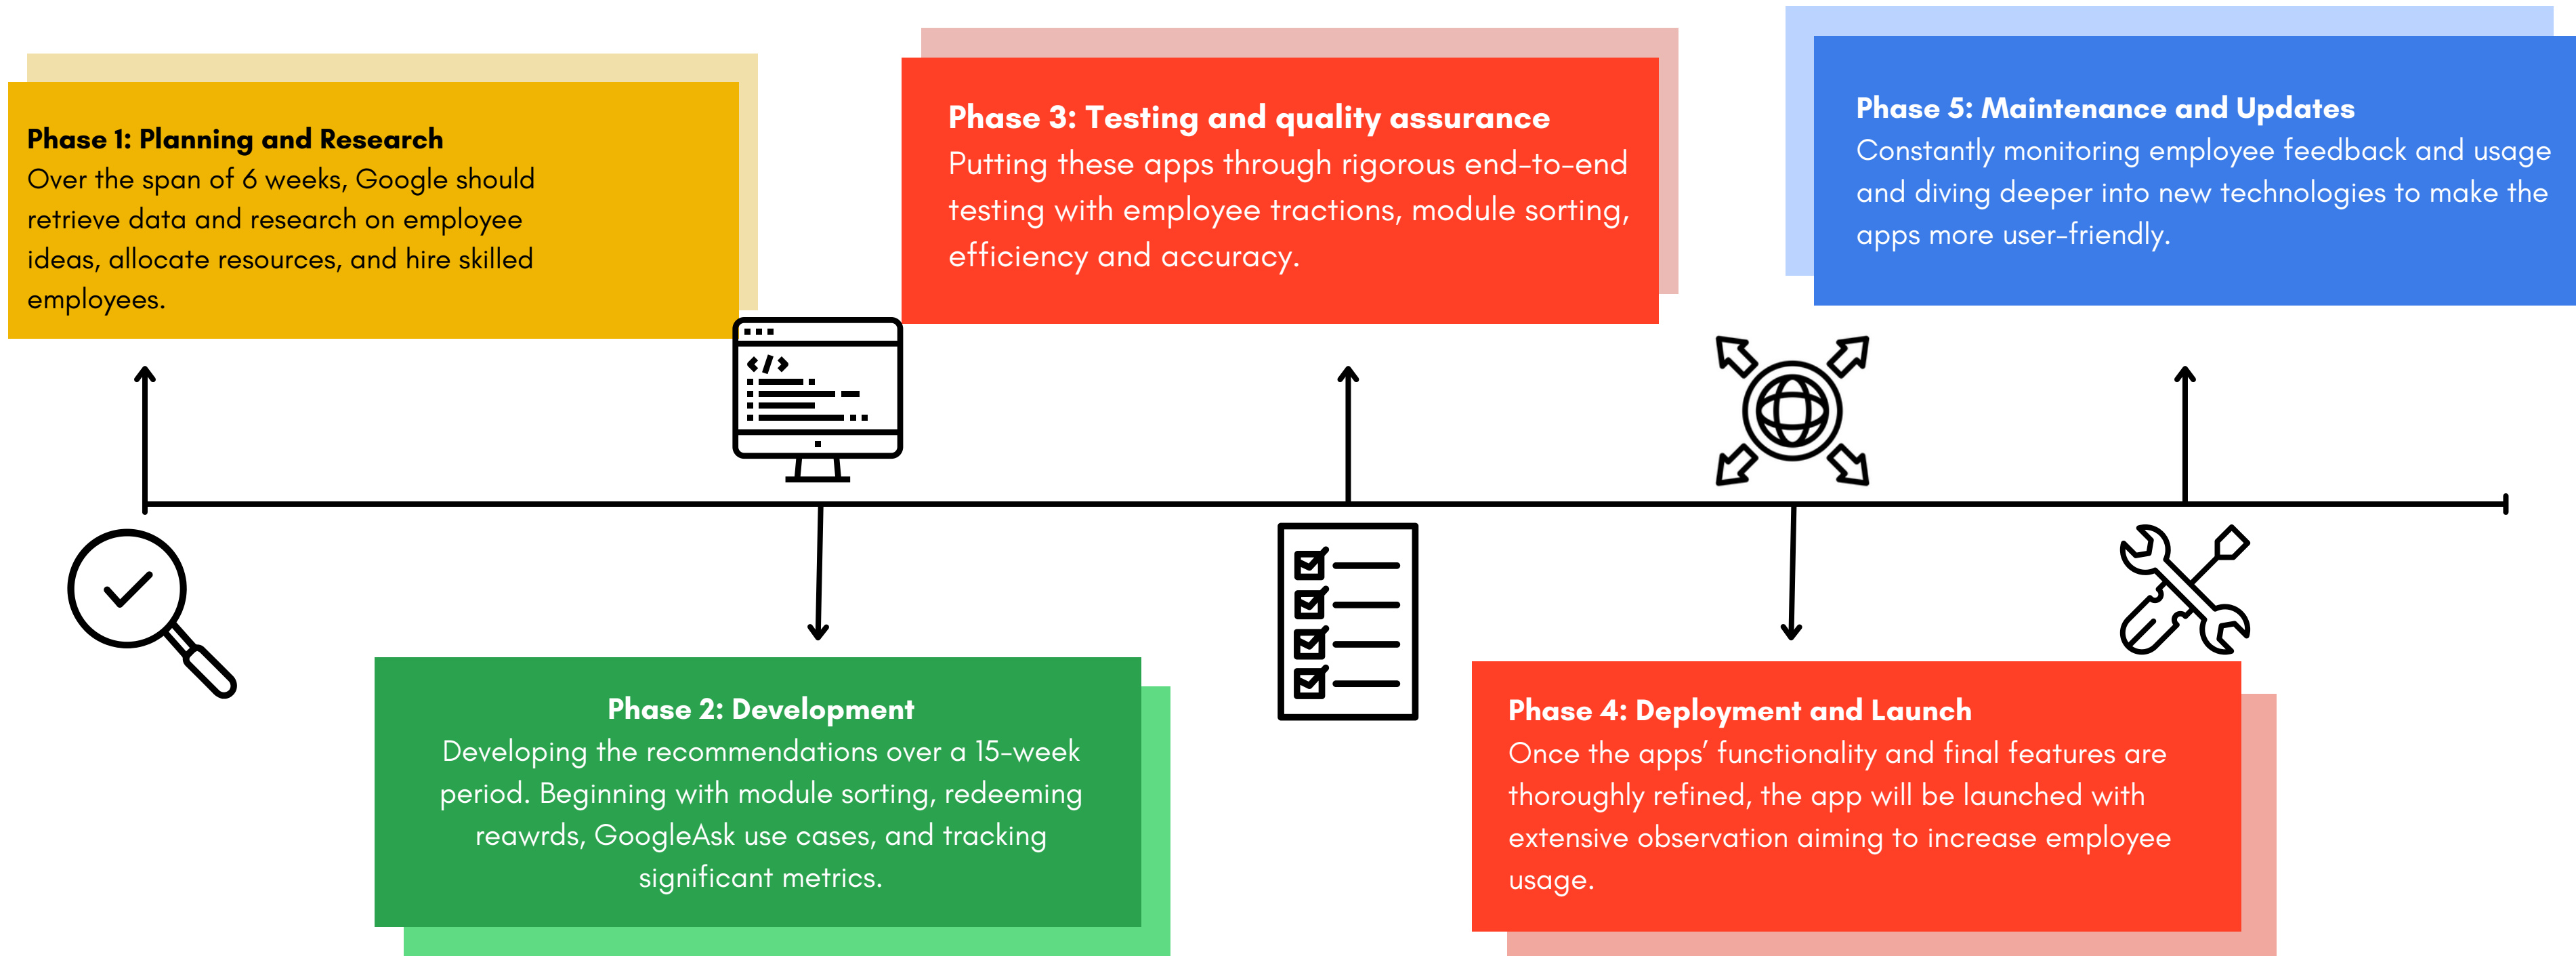 Phase 1: Planning and Research
Over the span of 6 weeks, Google should
retrieve data and research on employee
ideas, allocate resources, and hire skilled
employees.
</>
Phase 2: Development
Developing the recommendations over a 15-week
period. Beginning with module sorting, redeeming
reawrds, GoogleAsk use cases, and tracking
significant metrics.
Phase 3: Testing and quality assurance
Putting these apps through rigorous end-to-end
testing with employee tractions, module sorting,
efficiency and accuracy.
Phase 4: Deployment and Launch
Once the apps’ functionality and final features are
thoroughly refined, the app will be launched with
extensive observation aiming to increase employee
usage.
Phase 5: Maintenance and Updates
Constantly monitoring employee feedback and usage
and diving deeper into new technologies to make the
apps more user-friendly.